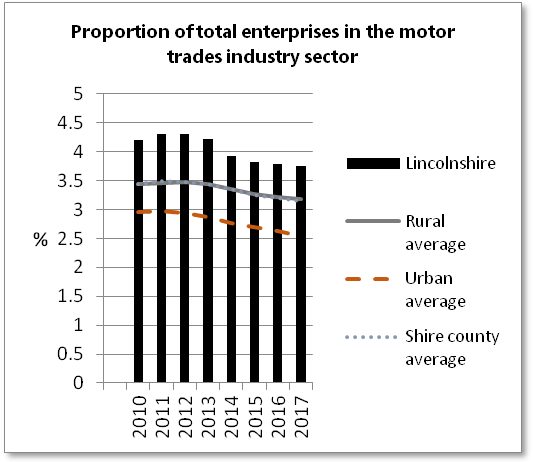 Proportion of total enterprises in the motor
trades industry sector
5
4.5
4
3.5
3
2.5
2
1.5
1
0.5
0
%
2010
2011
2012
2013
2014
2015
2016
2017
Lincolnshire
Rural
average
Urban
average
Shire county
average